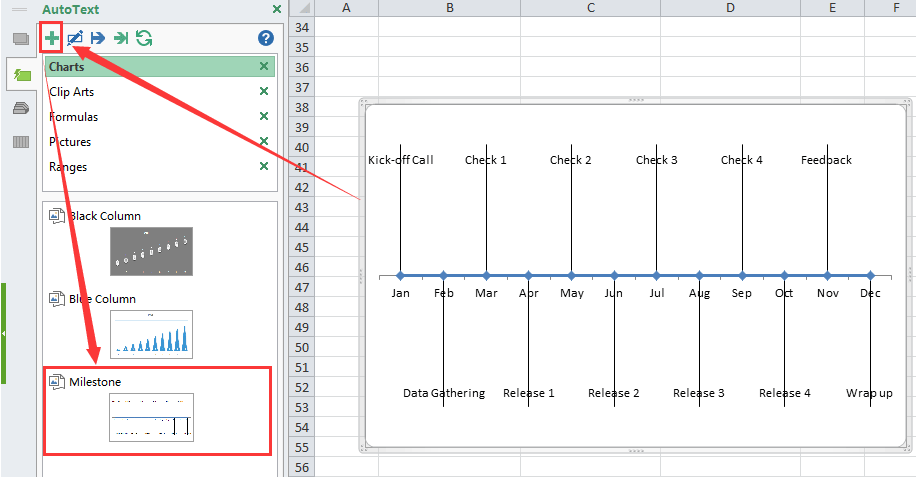 AutoText
Charts
Clip Arts
Formulas
Pictures
Ranges
Black Column
Blue Column
Milestone
A B C D E F
34
35
36
37
38
39
40
41
42
43
44
45
46
47
48
49
50
51
52
53
54
55
56
Kick-off Call Check 1 Check 2 Check 3 Check 4 Feedback
Jan Feb Mar Apr May Jun Jul Aug Sep Oct Nov Dec
Data Gathering Release 1 Release 2 Release 3 Release 4 Wrap up